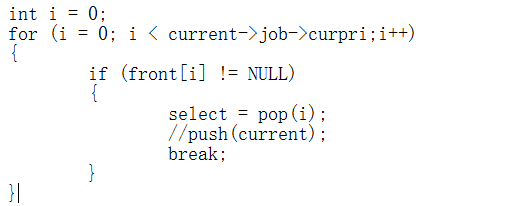 int i = 0;
for (i = 0; i < current->job->curpri;i++)
{
if (front[i] != NULL)
{
select = pop(i);
//push(current);
break;
}
}